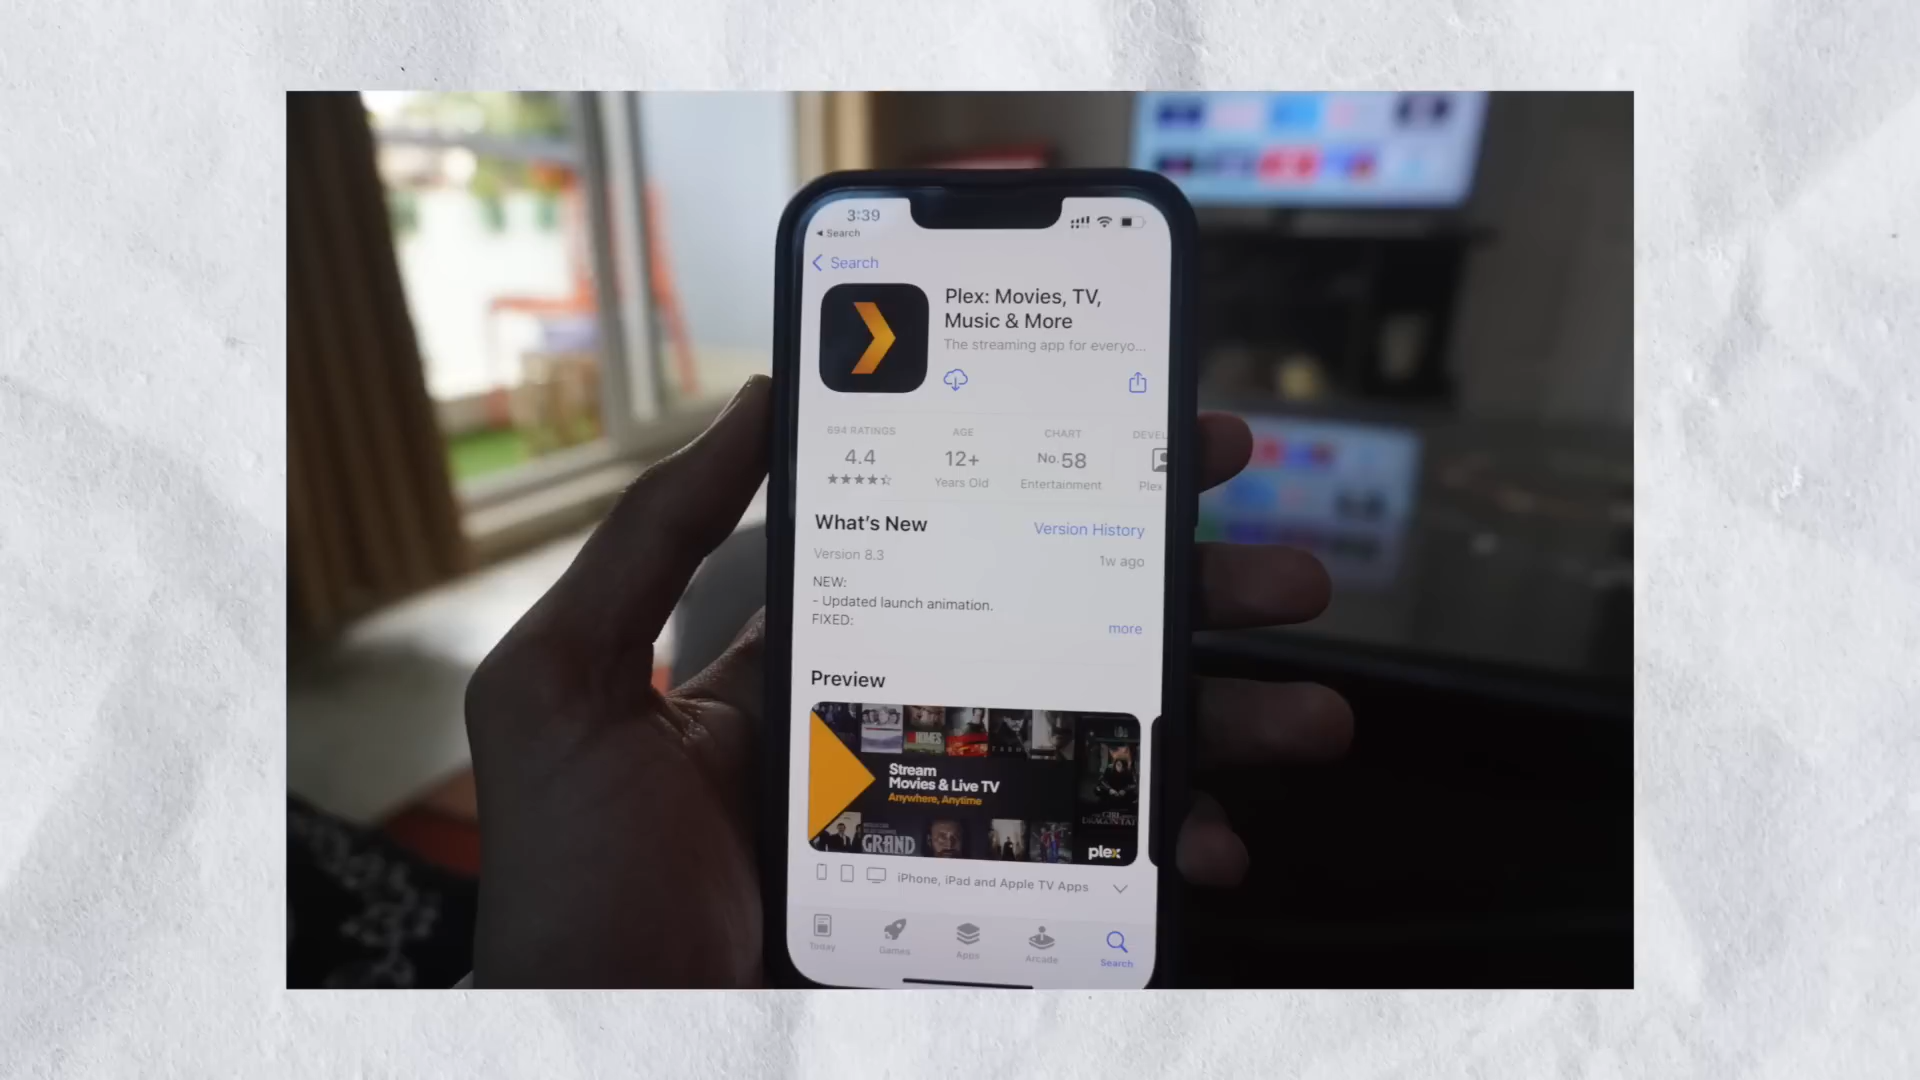 3:39
Search
Search
Plex: Movies, TV,
Music & More
The streaming app for everyo...
694 RATINGS
4.4
AGE
12+
Years Old
CHART
No. 58
Entertainment
DEVEL
Plex
What's New
Version History
Version 8.3
1w ago
NEW:
- Updated launch animation.
FIXED:
more
Preview
HOMES
Stream
Movies & Live TV
Anywhere, Anytime
GRAND
plex
iPhone, iPad and Apple TV Apps
Today
Games
Apps
Arcade
Search